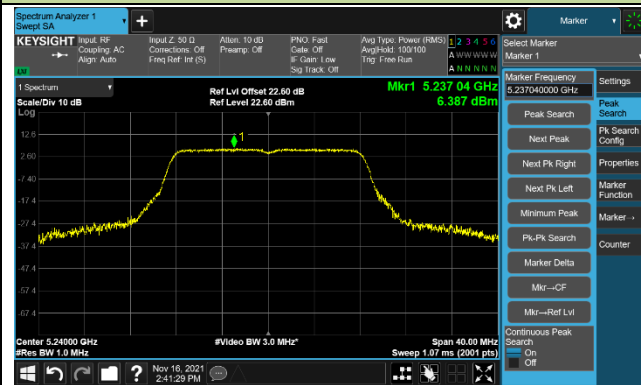 Spectrum Analyzer 1
Swept SA
+
Marker
KEYSIGHT
Input: RF
Coupling: AC
Align: Auto
Input Z: 50 Ω
Corrections: Off
Freq Ref: Int (S)
Atten: 10 dB
Preamp: Off
PNO: Fast
Gate: Off
IF Gain: Low
Sig Track: Off
Avg Type: Power (RMS)
Avg|Hold: 100/100
Trig: Free Run
1 2 3 4 5 6
A W W W W W
A N N N N N
LXI
Select Marker
Marker 1
1 Spectrum
Scale/Div 10 dB
Log
Ref Lvl Offset 22.60 dB
Ref Level 22.60 dBm
Mkr1 5.237 04 GHz
6.387 dBm
1
12.6
2.60
-7.40
-17.4
-27.4
-37.4
-47.4
-57.4
-67.4
Center 5.24000 GHz
#Res BW 1.0 MHz
#Video BW 3.0 MHz*
Span 40.00 MHz
Sweep 1.07 ms (2001 pts)
Marker Frequency
5.237040000 GHz
Peak Search
Next Peak
Next Pk Right
Next Pk Left
Minimum Peak
Pk-Pk Search
Marker Delta
Mkr→CF
Mkr→Ref Lvl
Continuous Peak
Search
On
Off
Settings
Peak
Search
Pk Search
Config
Properties
Marker
Function
Marker→
Counter
?
Nov 16, 2021
2:41:29 PM